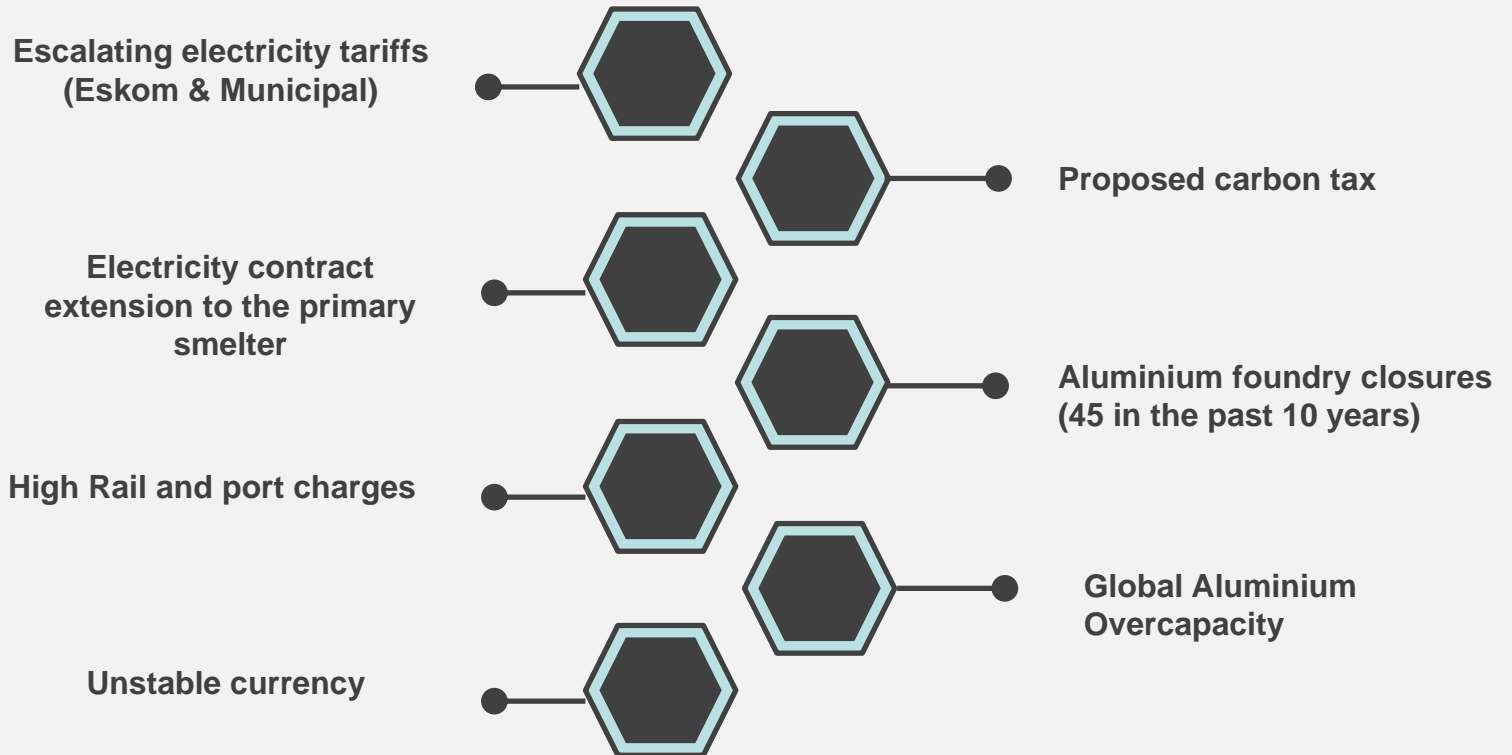 Escalating electricity tariffs
(Eskom & Municipal)
Proposed carbon tax
Electricity contract
extension to the primary
smelter
Aluminium foundry closures
(45 in the past 10 years)
High Rail and port charges
Global Aluminium
Overcapacity
Unstable currency